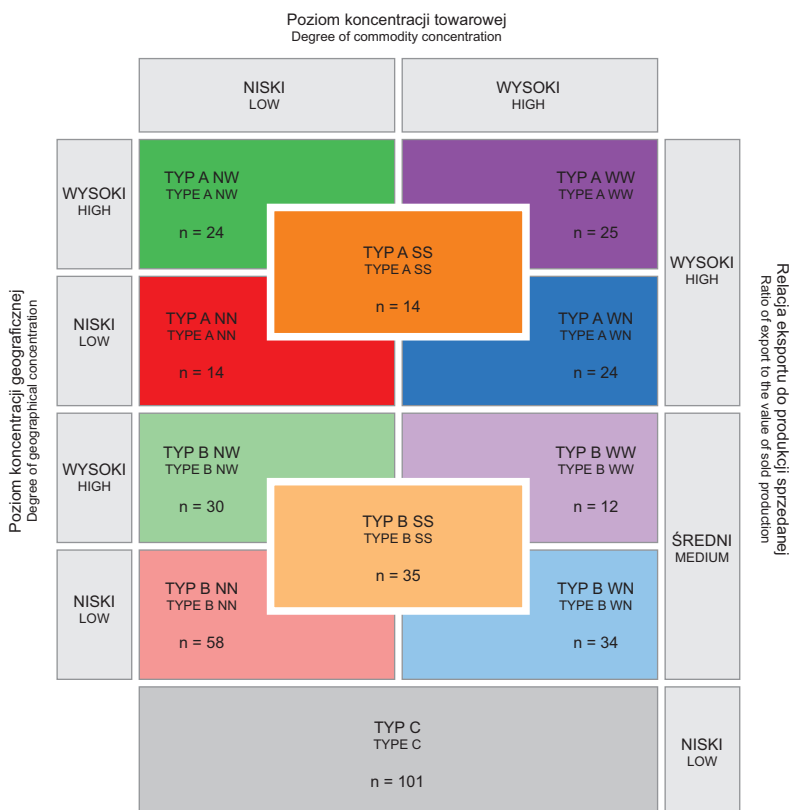 Poziom koncentracji towarowej
Degree of commodity concentration
NISKI
LOW
WYSOKI
HIGH
Poziom koncentracji geograficznej
Degree of geographical concentration
WYSOKI
HIGH
TYP A NW
TYPE A NW
n = 24
TYP A WW
TYPE A WW
n = 25
TYP A SS
TYPE A SS
n = 14
WYSOKI
HIGH
Relacja eksportu do produkcji sprzedanej
Ratio of export to the value of sold production
NISKI
LOW
TYP A NN
TYPE A NN
n = 14
TYP A WN
TYPE A WN
n = 24
WYSOKI
HIGH
TYP B NW
TYPE B NW
n = 30
TYP B WW
TYPE B WW
n = 12
TYP B SS
TYPE B SS
n = 35
ŚREDNI
MEDIUM
NISKI
LOW
TYP B NN
TYPE B NN
n = 58
TYP B WN
TYPE B WN
n = 34
TYP C
TYPE C
n = 101
NISKI
LOW